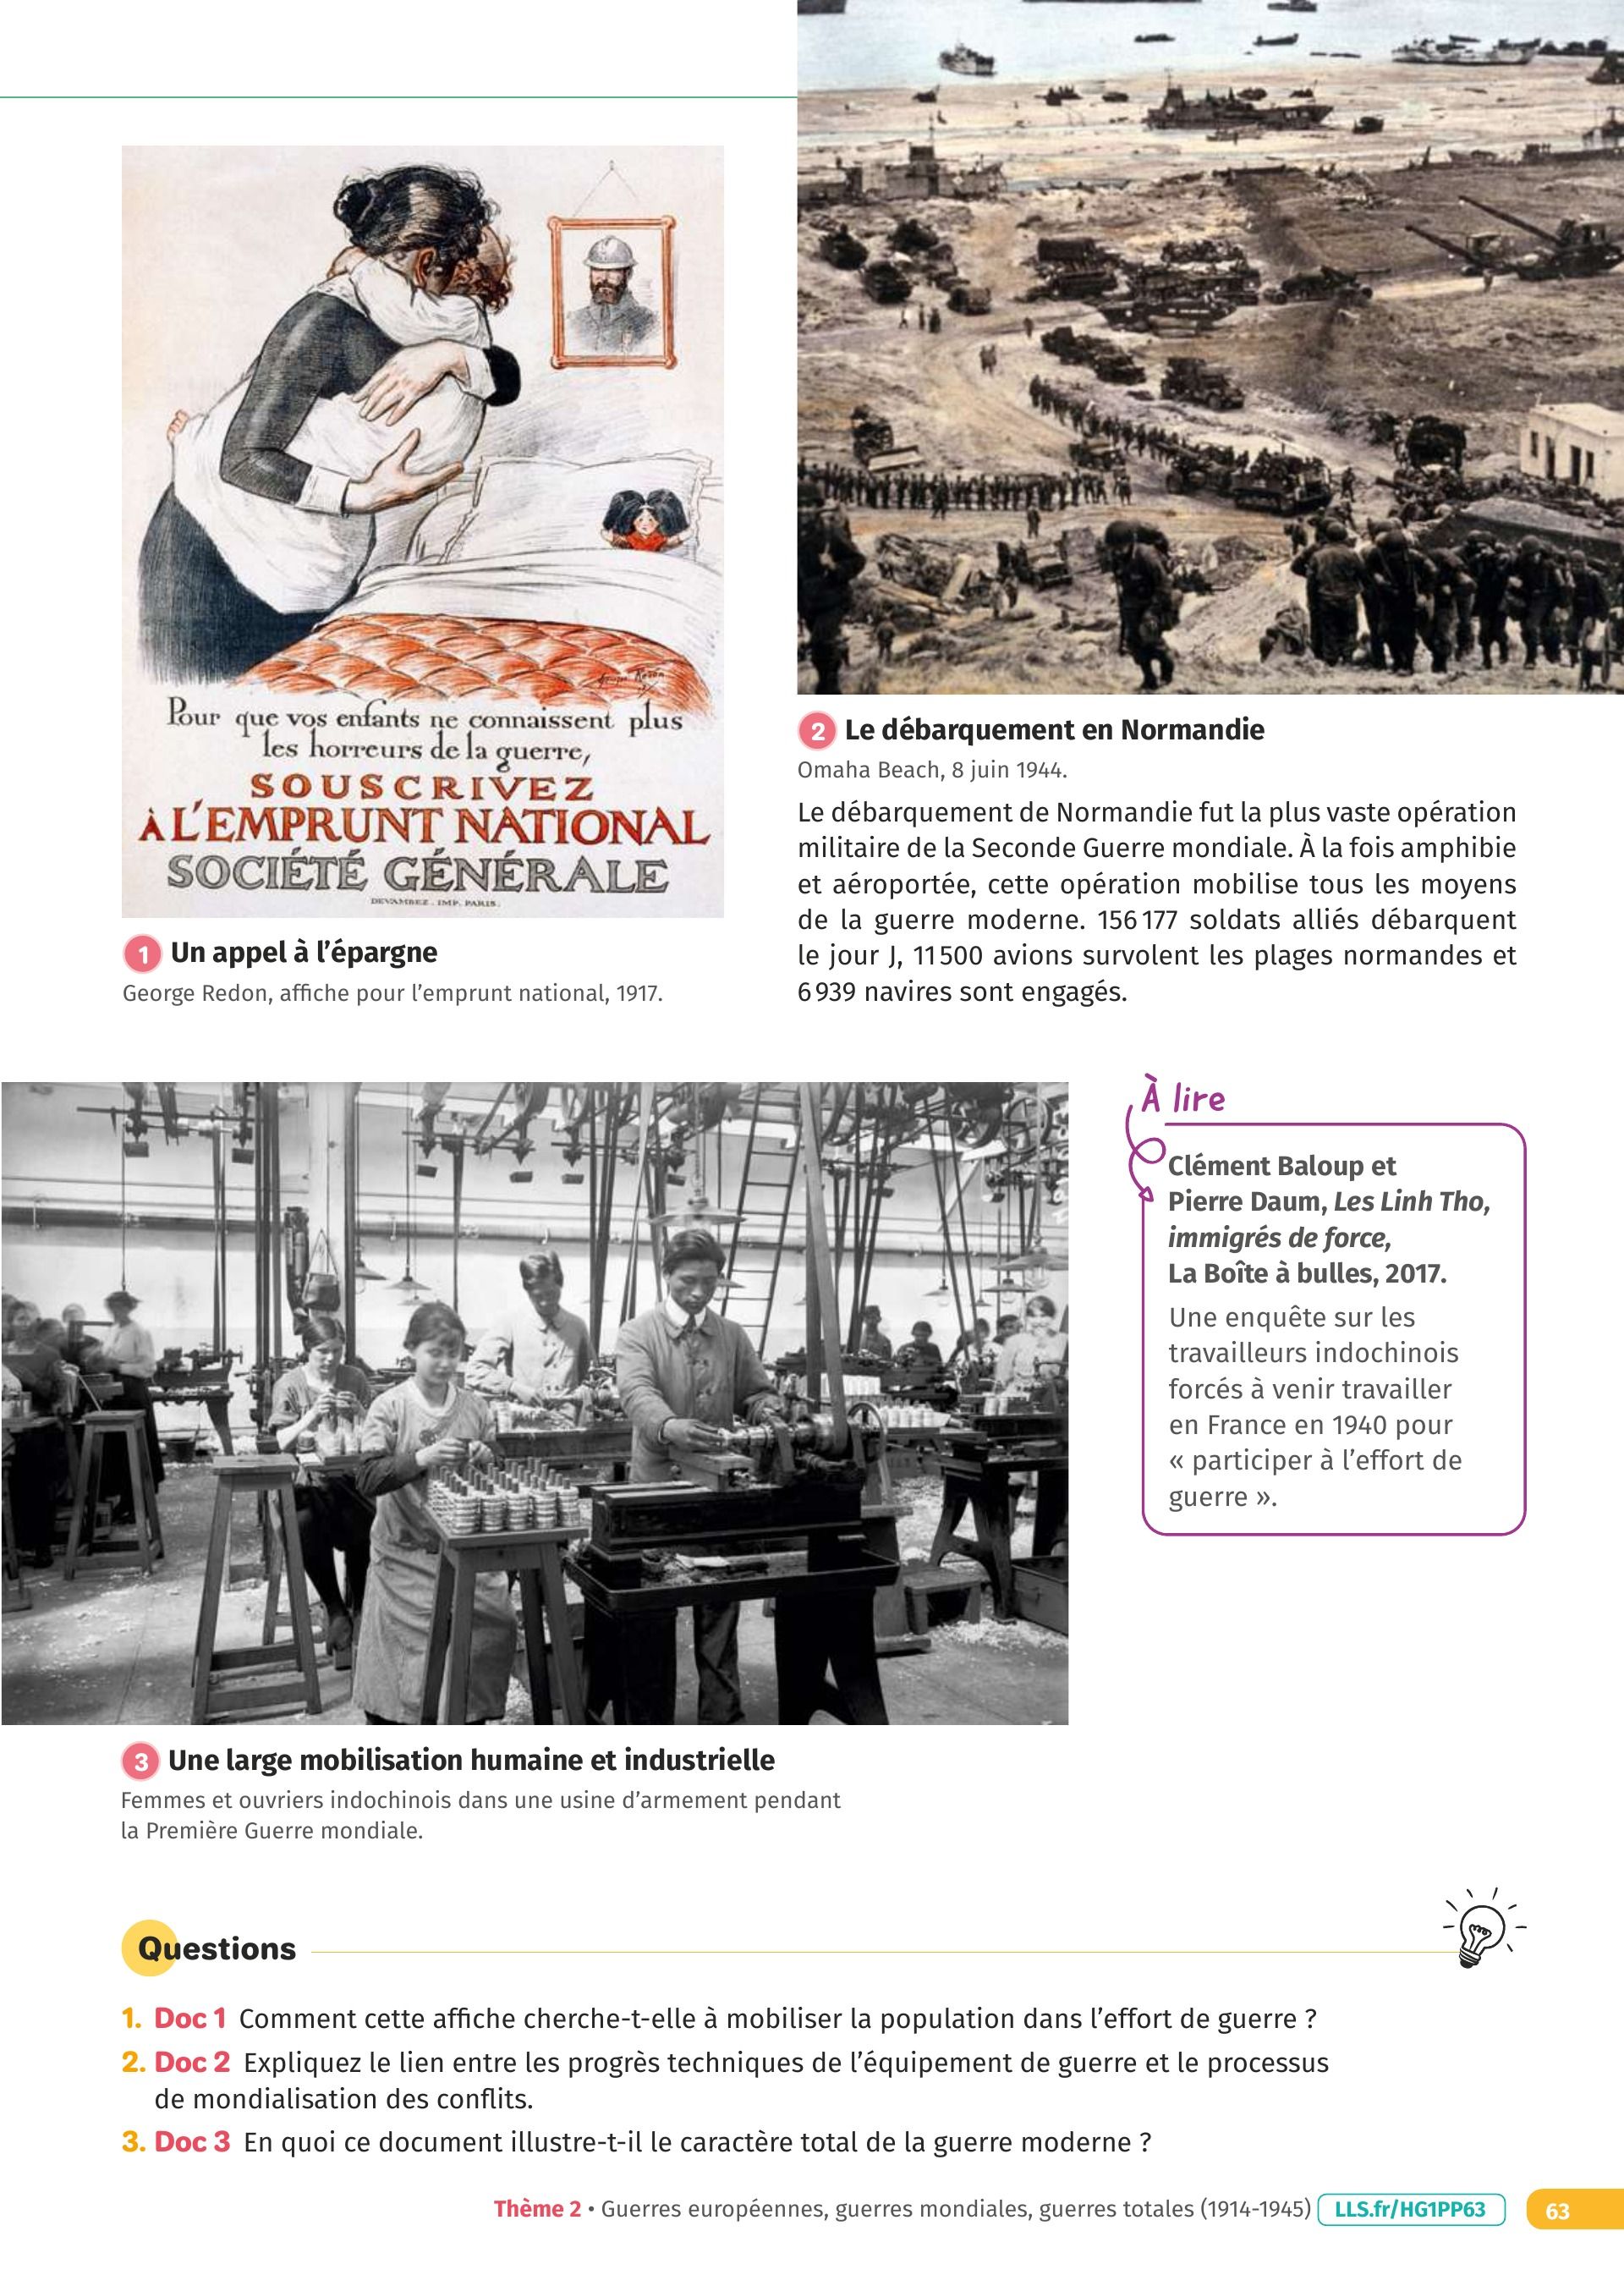 Pour que vos enfants ne connaissent plus
les horreurs de la guerre,
SOUSCRIVEZ
À L'EMPRUNT NATIONAL
SOCIÉTÉ GÉNÉRALE
DEVAMBEZ. IMP. PARIS.
1 Un appel à l'épargne
George Redon, affiche pour l'emprunt national, 1917.
2 Le débarquement en Normandie
Omaha Beach, 8 juin 1944.
Le débarquement de Normandie fut la plus vaste opération
militaire de la Seconde Guerre mondiale. À la fois amphibie
et aéroportée, cette opération mobilise tous les moyens
de la guerre moderne. 156 177 soldats alliés débarquent
le jour J, 11 500 avions survolent les plages normandes et
6 939 navires sont engagés.
À lire
Clément Baloup et
Pierre Daum, Les Linh Tho,
immigrés de force,
La Boîte à bulles, 2017.
Une enquête sur les
travailleurs indochinois
forcés à venir travailler
en France en 1940 pour
« participer à l'effort de
guerre ».
3 Une large mobilisation humaine et industrielle
Femmes et ouvriers indochinois dans une usine d'armement pendant
la Première Guerre mondiale.
Questions
1. Doc 1 Comment cette affiche cherche-t-elle à mobiliser la population dans l'effort de guerre ?
2. Doc 2 Expliquez le lien entre les progrès techniques de l'équipement de guerre et le processus
de mondialisation des conflits.
3. Doc 3 En quoi ce document illustre-t-il le caractère total de la guerre moderne ?
Thème 2 • Guerres européennes, guerres mondiales, guerres totales (1914-1945) LLS.fr/HG1PP63 63